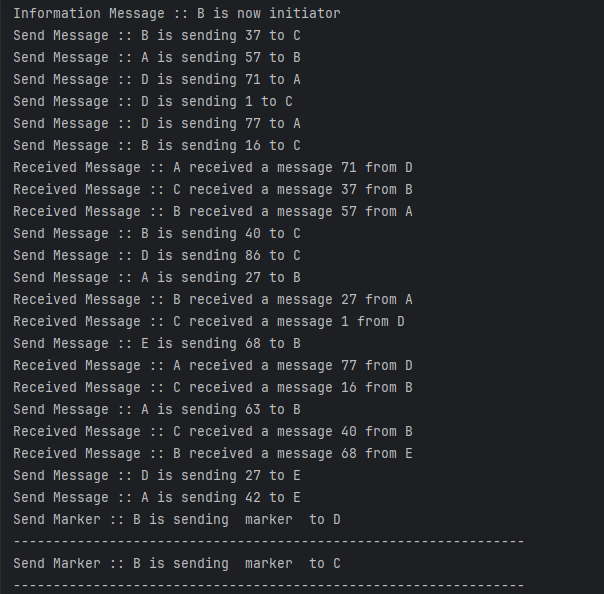 Information Message :: B is now initiator
Send Message :: B is sending 37 to C
Send Message :: A is sending 57 to B
Send Message :: D is sending 71 to A
Send Message :: D is sending 1 to C
Send Message :: D is sending 77 to A
Send Message :: B is sending 16 to C
Received Message :: A received a message 71 from D
Received Message :: C received a message 37 from B
Received Message :: B received a message 57 from A
Send Message :: B is sending 40 to C
Send Message :: D is sending 86 to C
Send Message :: A is sending 27 to B
Received Message :: B received a message 27 from A
Received Message :: C received a message 1 from D
Send Message :: E is sending 68 to B
Received Message :: A received a message 77 from D
Received Message :: C received a message 16 from B
Send Message :: A is sending 63 to B
Received Message :: C received a message 40 from B
Received Message :: B received a message 68 from E
Send Message :: D is sending 27 to E
Send Message :: A is sending 42 to E
Send Marker :: B is sending  marker  to D
----------------------------------------------------------------
Send Marker :: B is sending  marker  to C
----------------------------------------------------------------